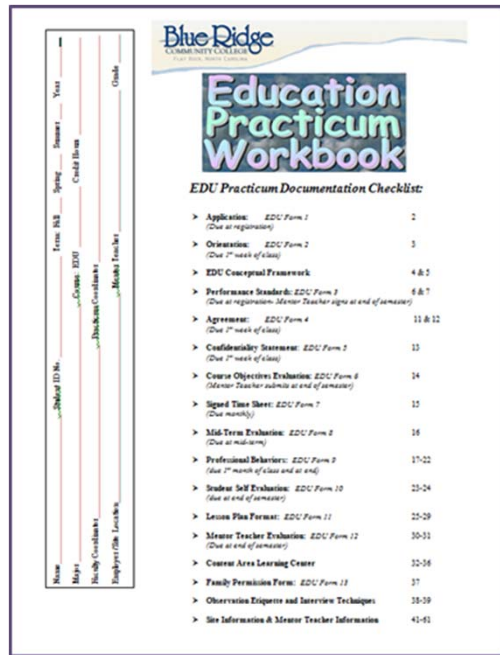 Blue Ridge
COMMUNITY COLLEGE
FLAT ROCK, NORTH CAROLINA
Education
Practicum
Workbook
EDU Practicum Documentation Checklist:
➤ Application: EDU Form 1 2
(Due at registration)
➤ Orientation: EDU Form 2 3
(Due 1st week of class)
➤ EDU Conceptual Framework 4 & 5
➤ Performance Standards: EDU Form 3 6 & 7
(Due at registration- Mentor Teacher signs at end of semester)
➤ Agreement: EDU Form 4 11 & 12
(Due 1st week of class)
➤ Confidentiality Statement: EDU Form 5 13
(Due 1st week of class)
➤ Course Objectives Evaluation: EDU Form 6 14
(Mentor Teacher submits at end of semester)
➤ Signed Time Sheet: EDU Form 7 15
(Due monthly)
➤ Mid-Term Evaluation: EDU Form 8 16
(Due at mid-term)
➤ Professional Behaviors: EDU Form 9 17-22
(due 1st month of class and at end)
➤ Student Self Evaluation: EDU Form 10 23-24
(due at end of semester)
➤ Lesson Plan Format: EDU Form 11 25-29
➤ Mentor Teacher Evaluation: EDU Form 12 30-31
(Due at end of semester)
➤ Content Area Learning Center 32-36
➤ Family Permission Form: EDU Form 13 37
➤ Observation Etiquette and Interview Techniques 38-39
➤ Site Information & Mentor Teacher Information 41-61
Name Student ID No. Term: Fall Spring Summer Year
Major Course: EDU Credit Hours
Faculty Coordinator Practicum Coordinator
Employer/Site Location Mentor Teacher Grade